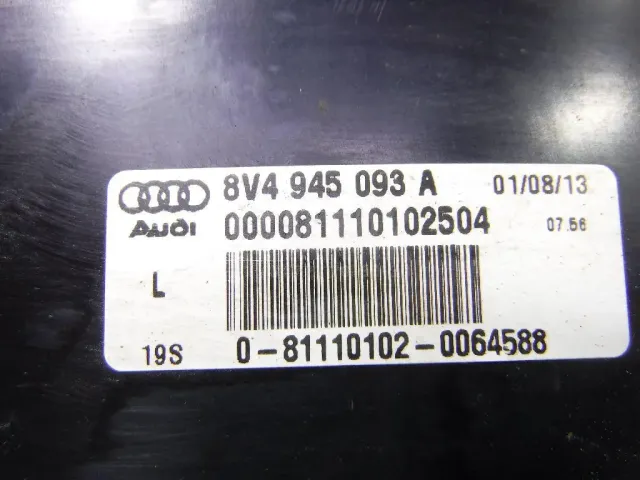 8V4 945 093 A 01/08/13
Audi 000081110102504 07.56
L
19S 0-81110102-0064588